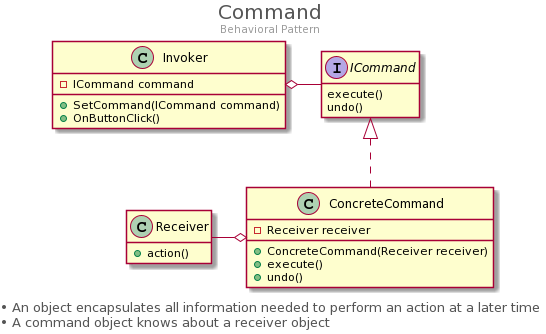 Command
Behavioral Pattern
C Invoker
ICommand command
SetCommand(ICommand command)
OnButtonClick()
I ICommand
execute()
undo()
C Receiver
action()
C ConcreteCommand
Receiver receiver
ConcreteCommand(Receiver receiver)
execute()
undo()
• An object encapsulates all information needed to perform an action at a later time
• A command object knows about a receiver object